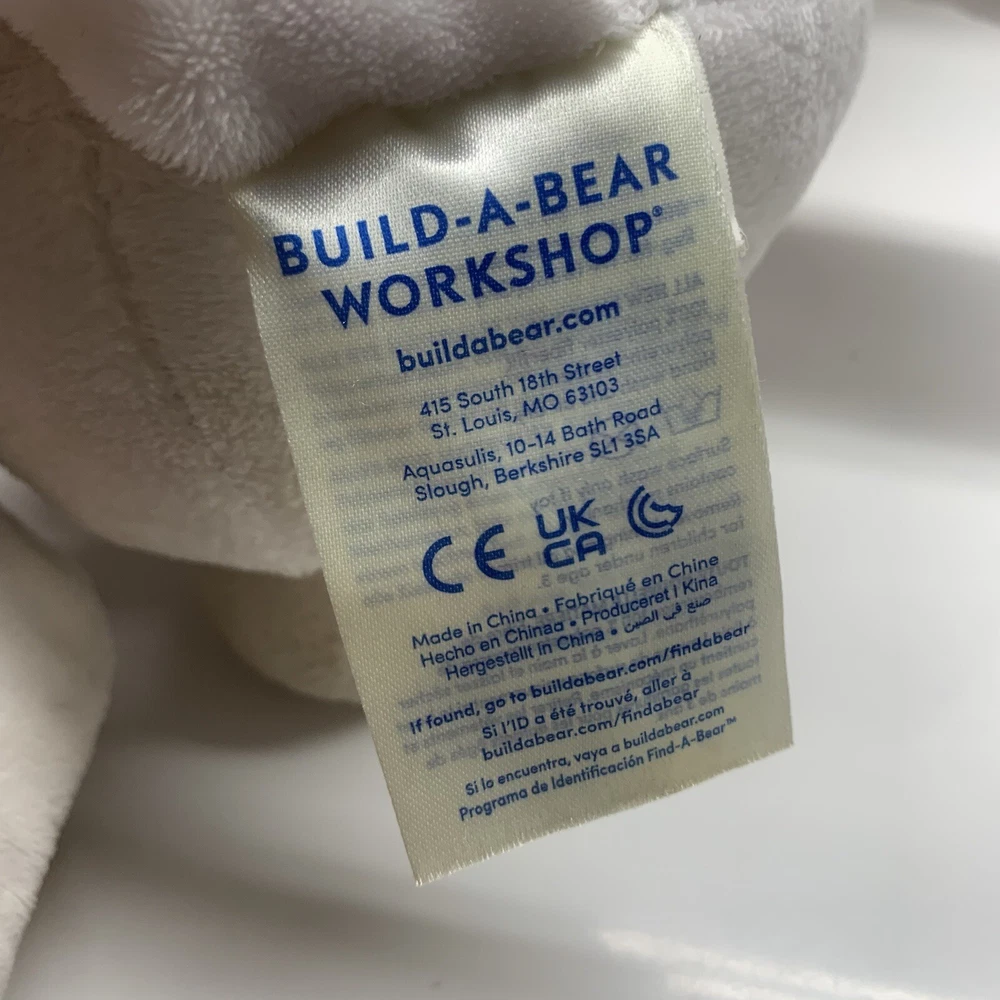 BUILD-A-BEAR
WORKSHOP®
buildabear.com
415 South 18th Street
St. Louis, MO 63103
Aquasulis, 10-14 Bath Road
Slough, Berkshire SL1 3SA
CE UK
CA
Made in China • Fabriqué en Chine
Hecho en Chinaa • Produceret I Kina
Hergestellt in China • صنع في الصين
If found, go to buildabear.com/findabear
Si l'ID a été trouvé, aller à
buildabear.com/findabear
Si lo encuentra, vaya a buildabear.com
Programa de Identificación Find-A-Bear™